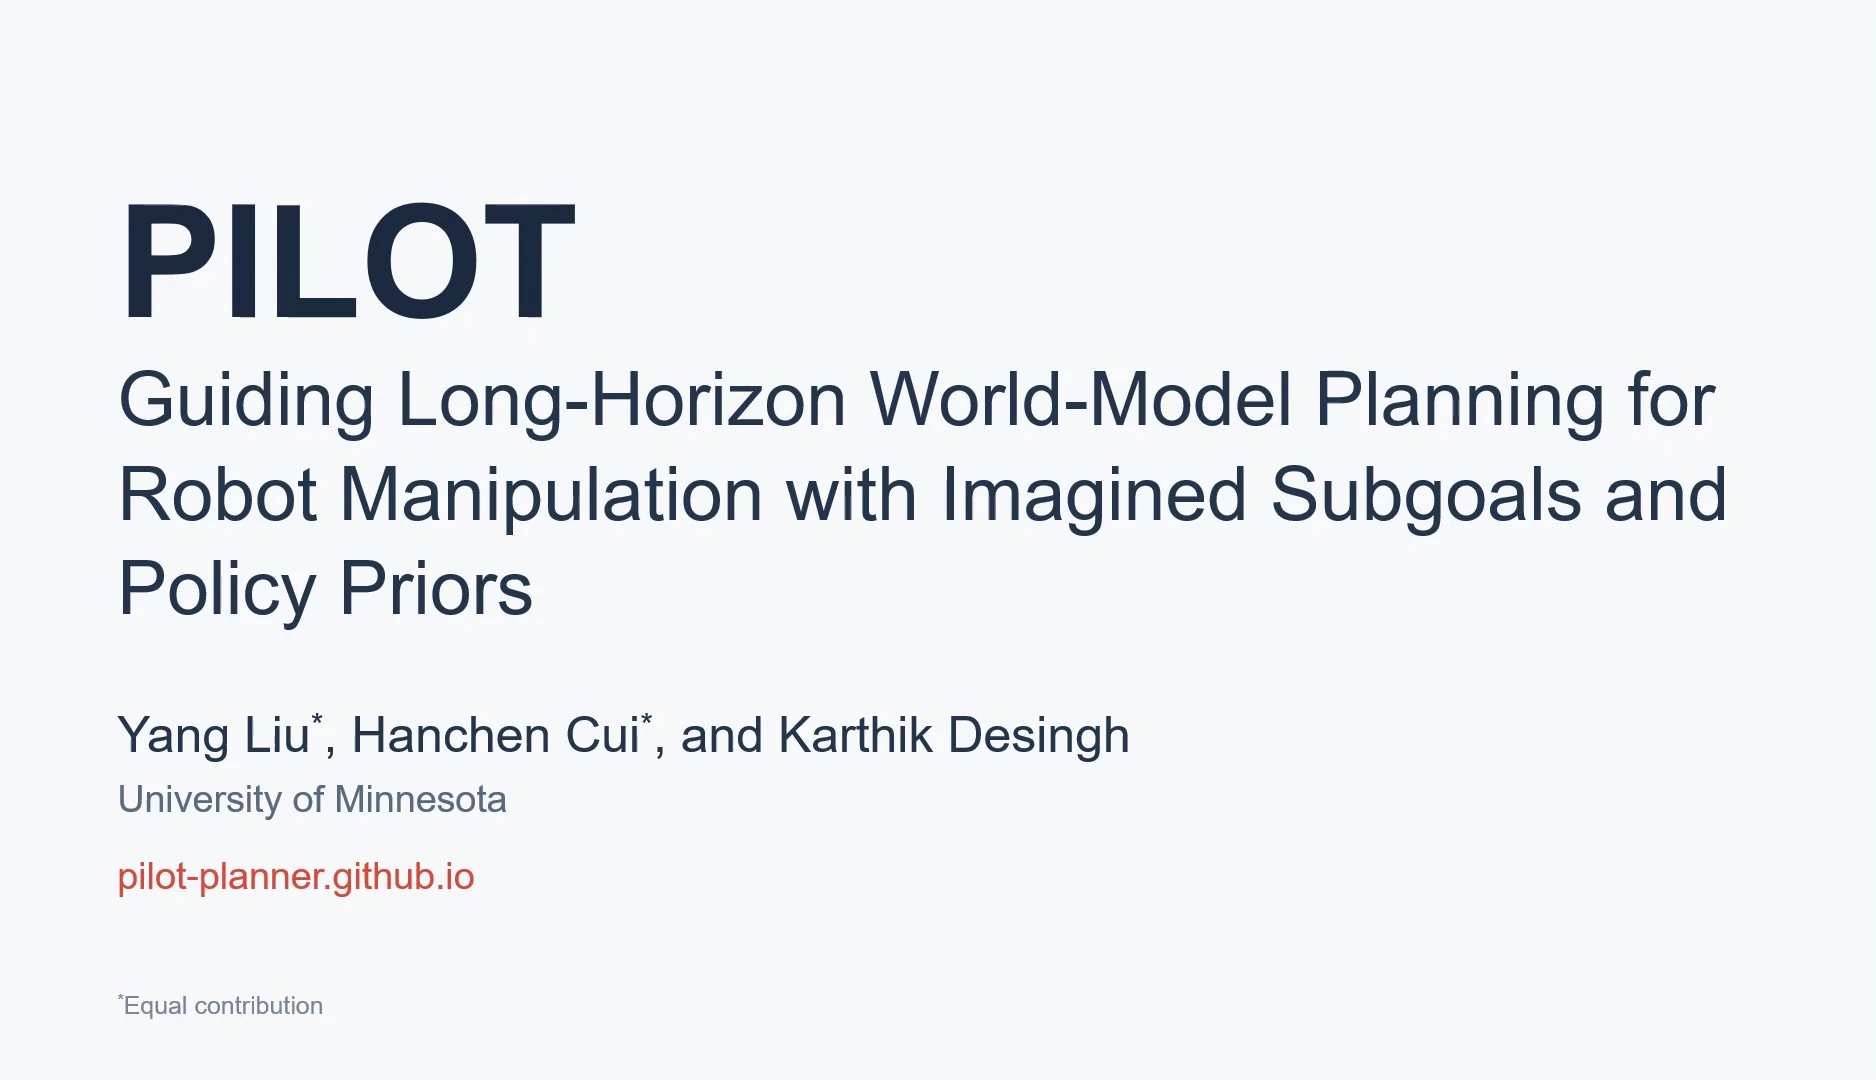 PILOT
Guiding Long-Horizon World-Model Planning for
Robot Manipulation with Imagined Subgoals and
Policy Priors
Yang Liu*, Hanchen Cui*, and Karthik Desingh
University of Minnesota
pilot-planner.github.io
*Equal contribution